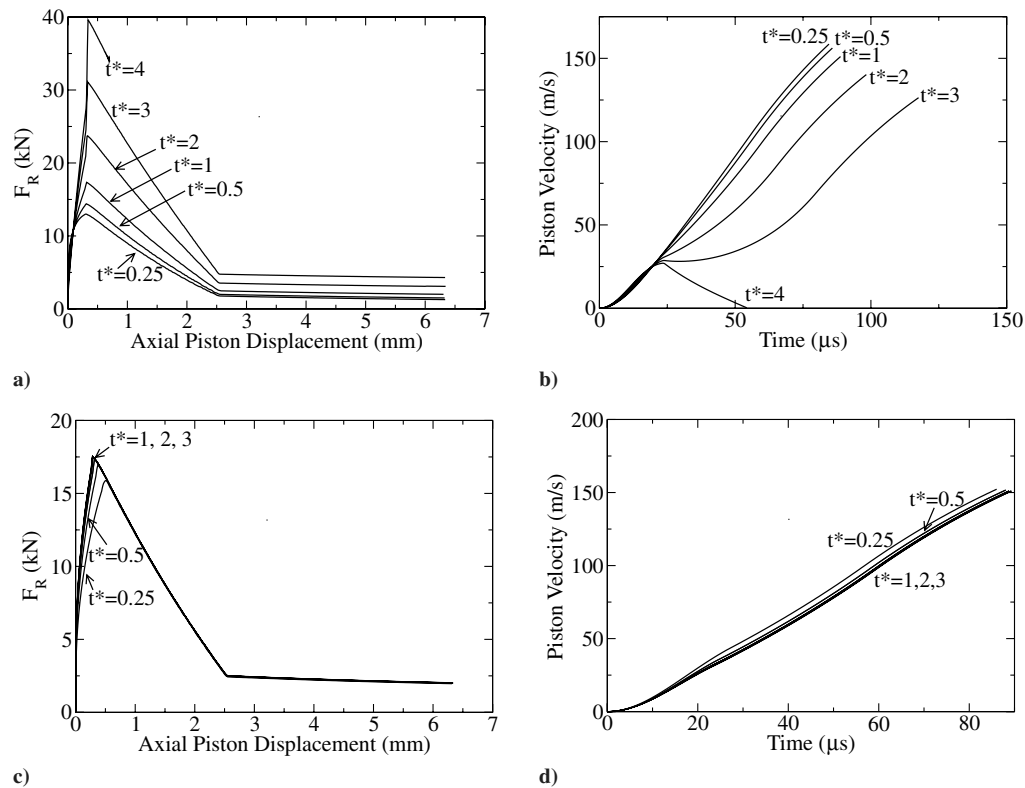 40
30
20
10
0
F_R (kN)
t*=4
t*=3
t*=2
t*=1
t*=0.5
t*=0.25
0 1 2 3 4 5 6 7
Axial Piston Displacement (mm)
a)
150
100
50
0
Piston Velocity (m/s)
t*=0.25
t*=0.5
t*=1
t*=2
t*=3
t*=4
0 50 100 150
Time (μs)
b)
20
15
10
5
0
F_R (kN)
t*=1, 2, 3
t*=0.5
t*=0.25
0 1 2 3 4 5 6 7
Axial Piston Displacement (mm)
c)
200
150
100
50
0
Piston Velocity (m/s)
t*=0.5
t*=0.25
t*=1,2,3
0 20 40 60 80
Time (μs)
d)